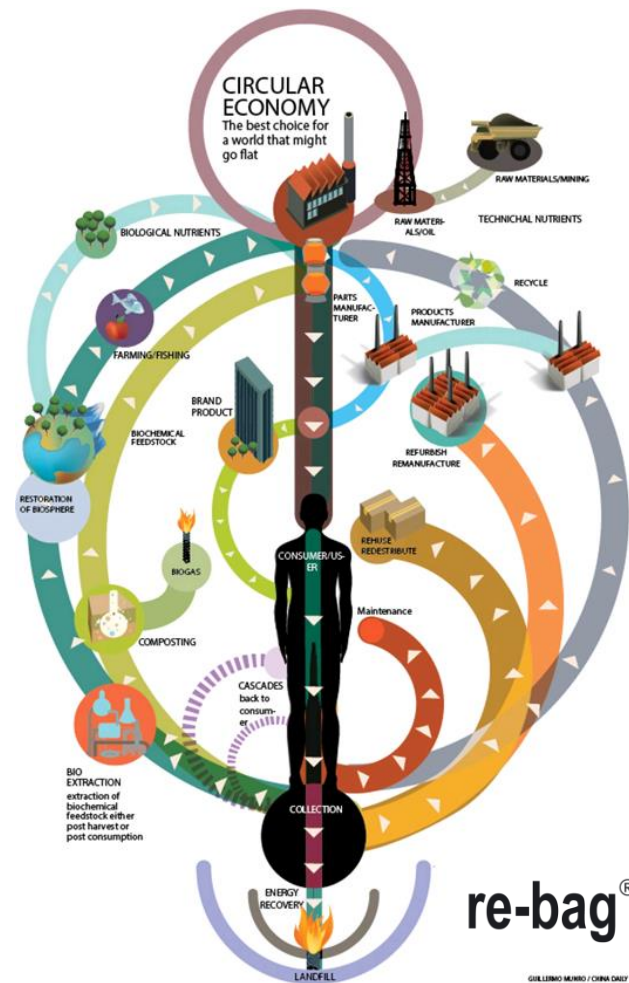 CIRCULAR
ECONOMY
The best choice for
a world that might
go flat
RAW MATERIALS/MINING
RAW MATERI-
ALS/OIL
TECHNICHAL NUTRIENTS
BIOLOGICAL NUTRIENTS
RECYCLE
PARTS
MANUFAC-
TURER
PRODUCTS
MANUFACTURER
FARMING/FISHING
BRAND
PRODUCT
BIOCHEMICAL
FEEDSTOCK
REFURBISH
REMANUFACTURE
RESTORATION
OF BIOSPHERE
CONSUMER/US-
ER
REHUSE
REDESTRIBUTE
BIOGAS
Maintenance
COMPOSTING
CASCADES
back to
consum-
er
BIO
EXTRACTION
extraction of
biochemical
feedstock either
post harvest or
post consumption
COLLECTION
ENERGY
RECOVERY
re-bag®
LANDFILL
GUILLERMO MUNRO / CHINA DAILY